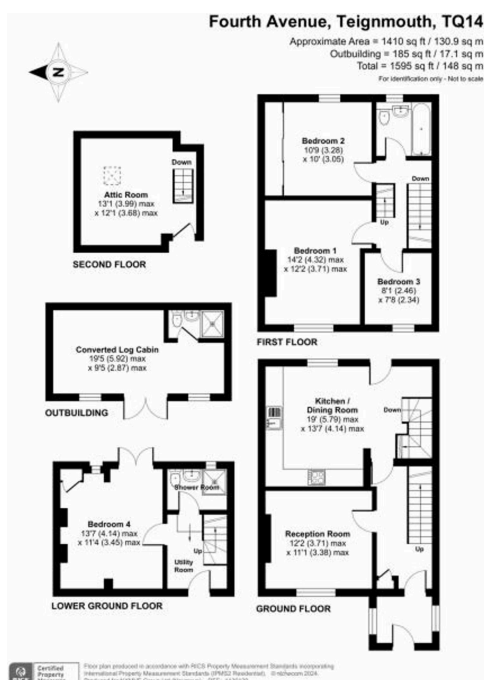 Fourth Avenue, Teignmouth, TQ14
Approximate Area = 1410 sq ft / 130.9 sq m
Outbuilding = 185 sq ft / 17.1 sq m
Total = 1595 sq ft / 148 sq m
For identification only - Not to scale
N
Bedroom 2
10'9 (3.28)
x 10' (3.05)
Down
Up
Bedroom 1
14'2 (4.32) max
x 12'2 (3.71) max
Bedroom 3
8'1 (2.46)
x 7'8 (2.34)
FIRST FLOOR
Down
Attic Room
13'1 (3.99) max
x 12'1 (3.68) max
SECOND FLOOR
Converted Log Cabin
19'5 (5.92) max
x 9'5 (2.87) max
OUTBUILDING
Kitchen /
Dining Room
19' (5.79) max
x 13'7 (4.14) max
Down
Reception Room
12'2 (3.71) max
x 11'1 (3.38) max
Up
GROUND FLOOR
Shower Room
Bedroom 4
13'7 (4.14) max
x 11'4 (3.45) max
Up
Utility
Room
LOWER GROUND FLOOR
Certified
Property
RICS
Floor plan produced in accordance with RICS Property Measurement Standards incorporating
International Property Measurement Standards (IPMS2 Residential). ©nichecom 2024.